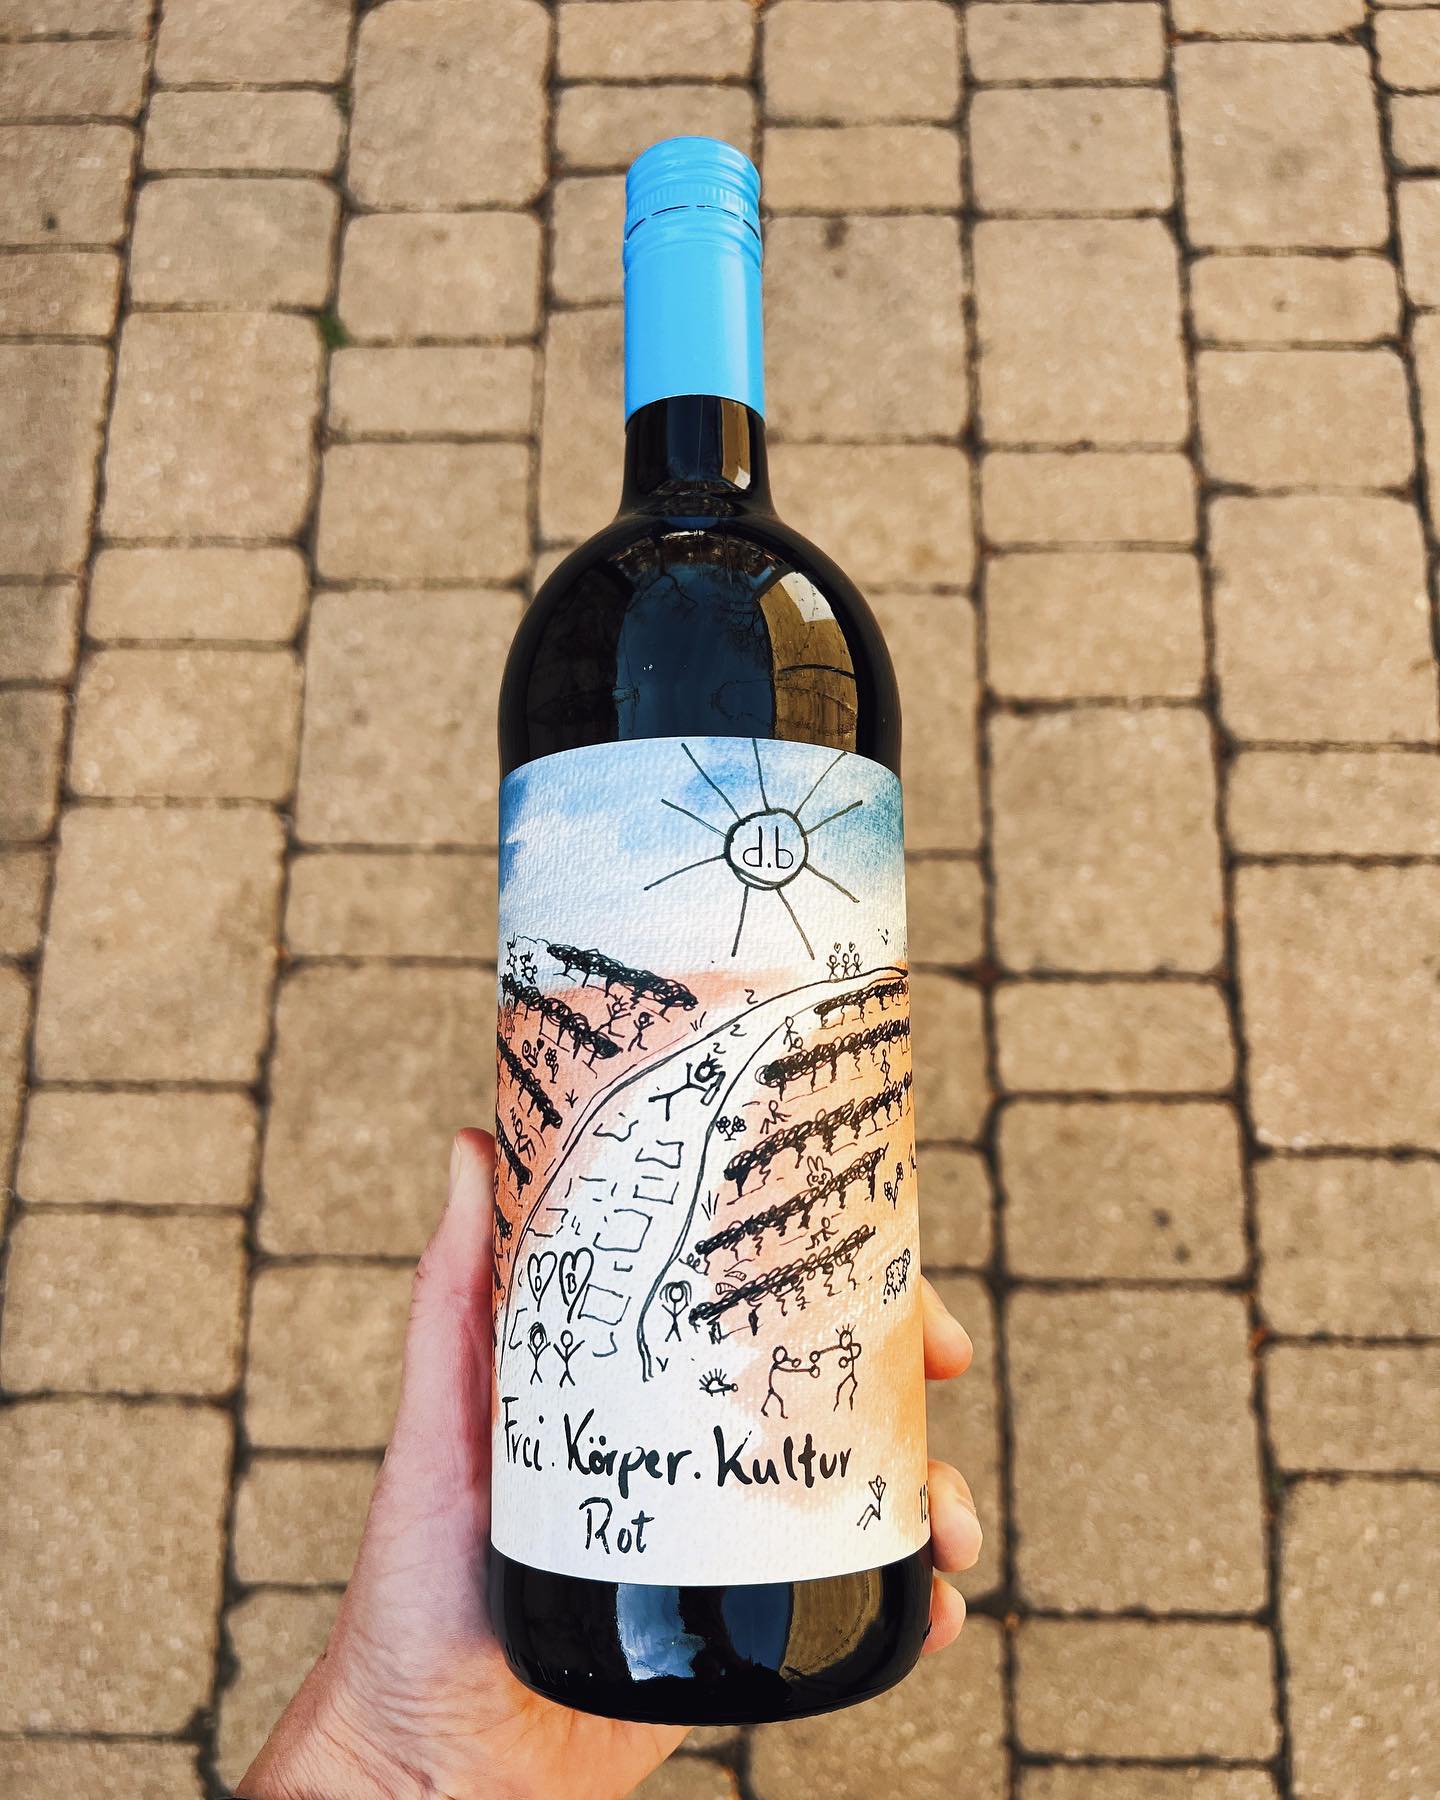 d.b
D B
Frei. Körper. Kultur
Rot